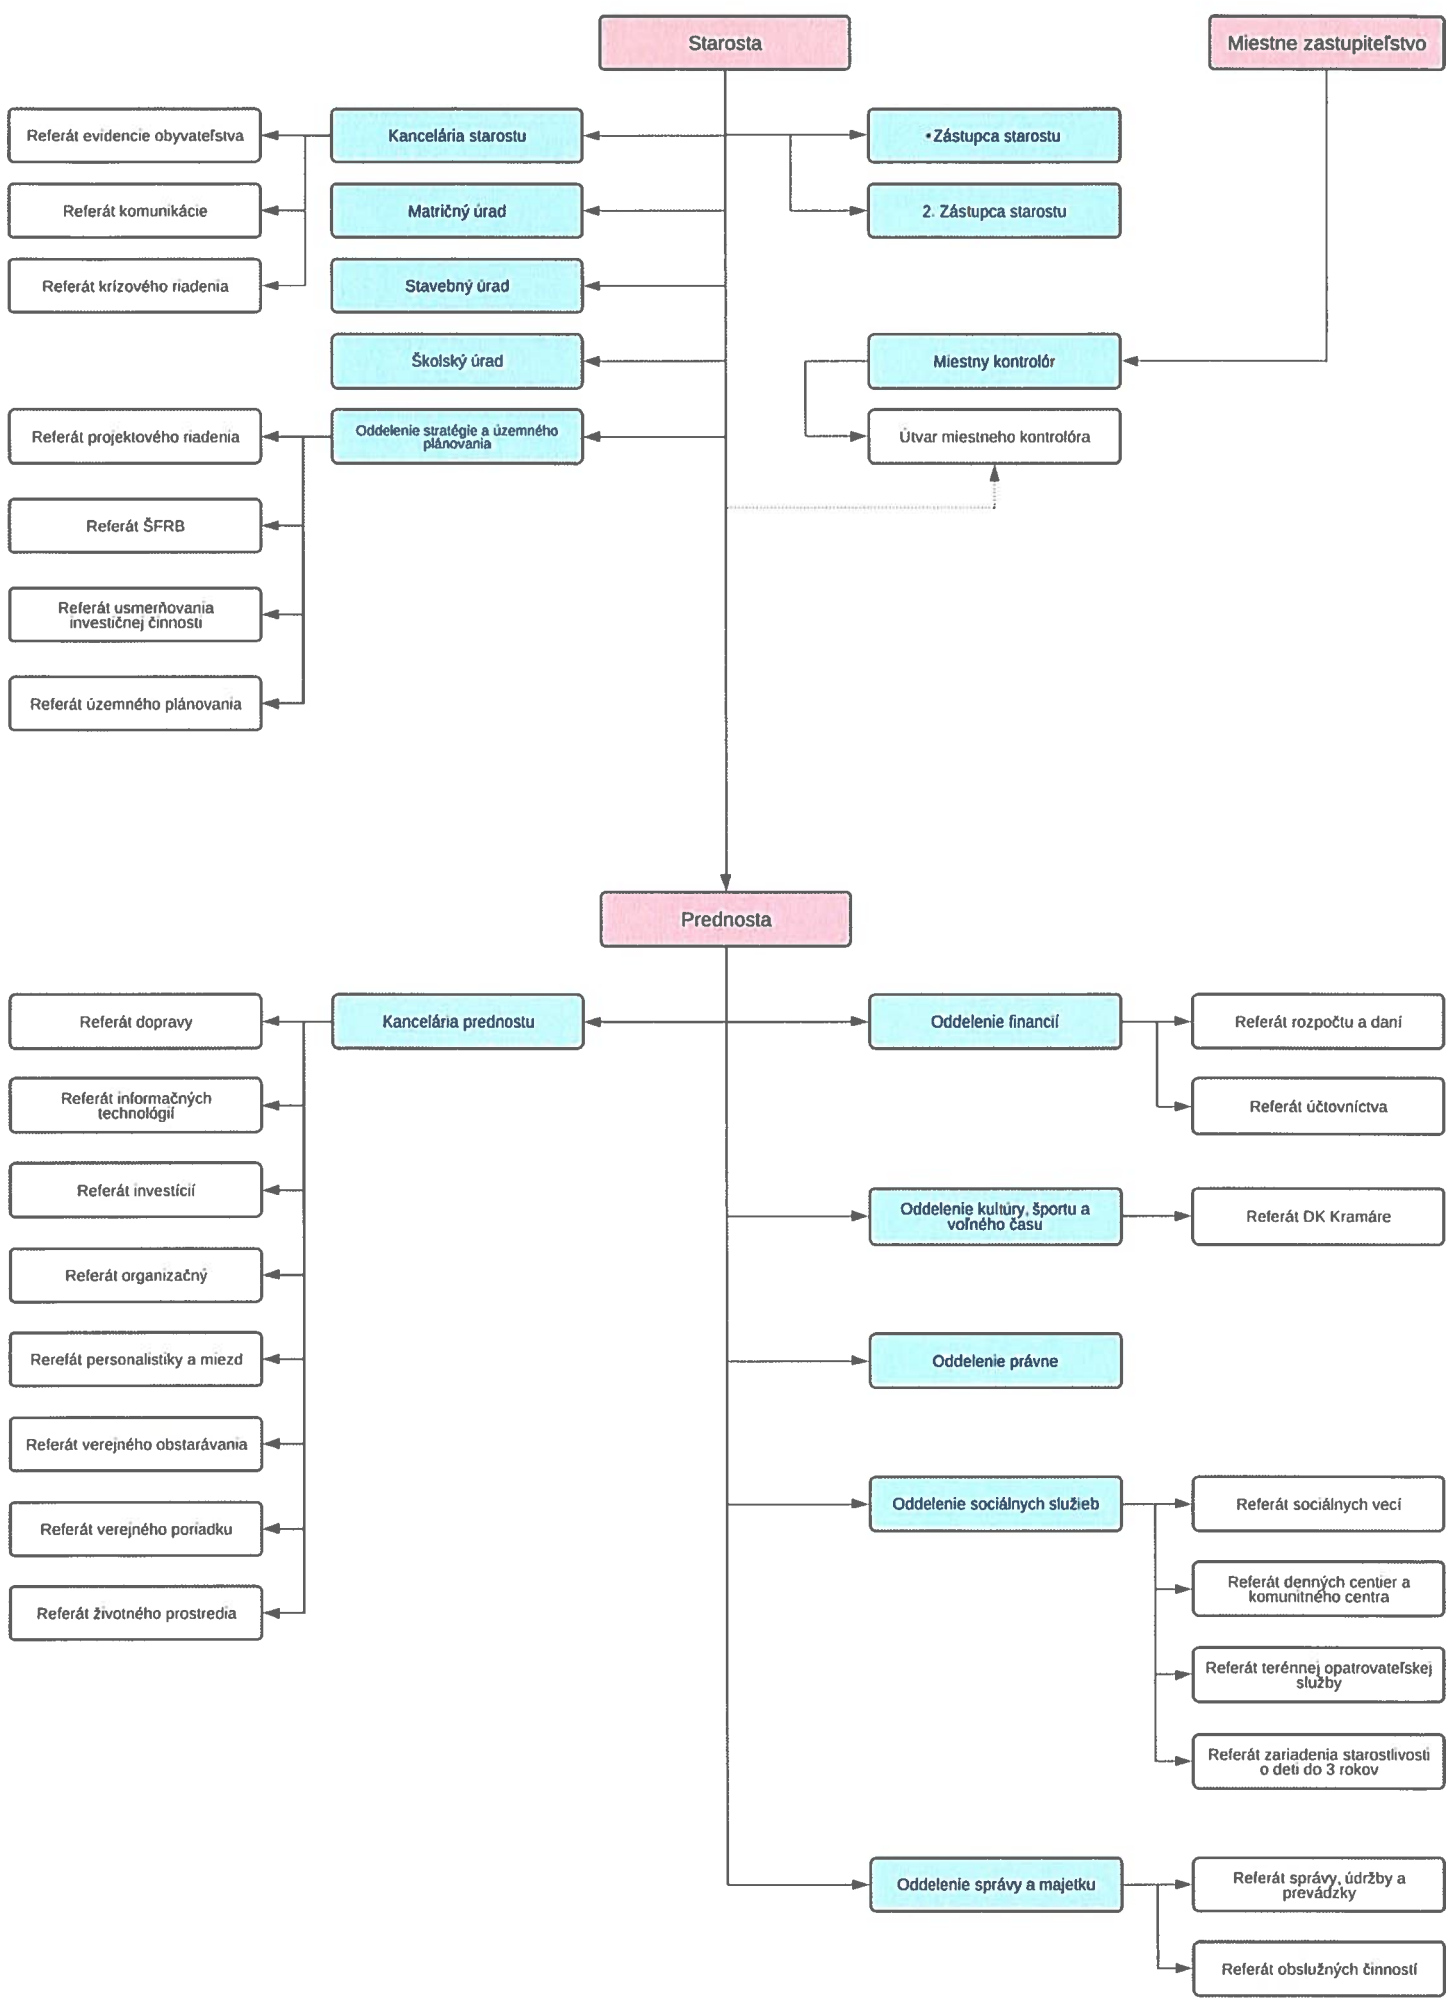 Starosta
Miestne zastupiteľstvo
Referát evidencie obyvateľstva
Kancelária starostu
Zástupca starostu
Referát komunikácie
Matričný úrad
2. Zástupca starostu
Referát krízového riadenia
Stavebný úrad
Školský úrad
Miestny kontrolór
Referát projektového riadenia
Oddelenie stratégie a územného
plánovania
Útvar miestneho kontrolóra
Referát ŠFRB
Referát usmerňovania
investičnej činnosti
Referát územného plánovania
Prednosta
Referát dopravy
Kancelária prednostu
Oddelenie financií
Referát rozpočtu a daní
Referát informačných
technológií
Referát účtovníctva
Referát investícií
Oddelenie kultúry, športu a
voľného času
Referát DK Kramáre
Referát organizačný
Rerefát personalistiky a miezd
Oddelenie právne
Referát verejného obstarávania
Referát verejného poriadku
Oddelenie sociálnych služieb
Referát sociálnych vecí
Referát životného prostredia
Referát denných centier a
komunitného centra
Referát terénnej opatrovateľskej
služby
Referát zariadenia starostlivosti
o deti do 3 rokov
Oddelenie správy a majetku
Referát správy, údržby a
prevádzky
Referát obslužných činností